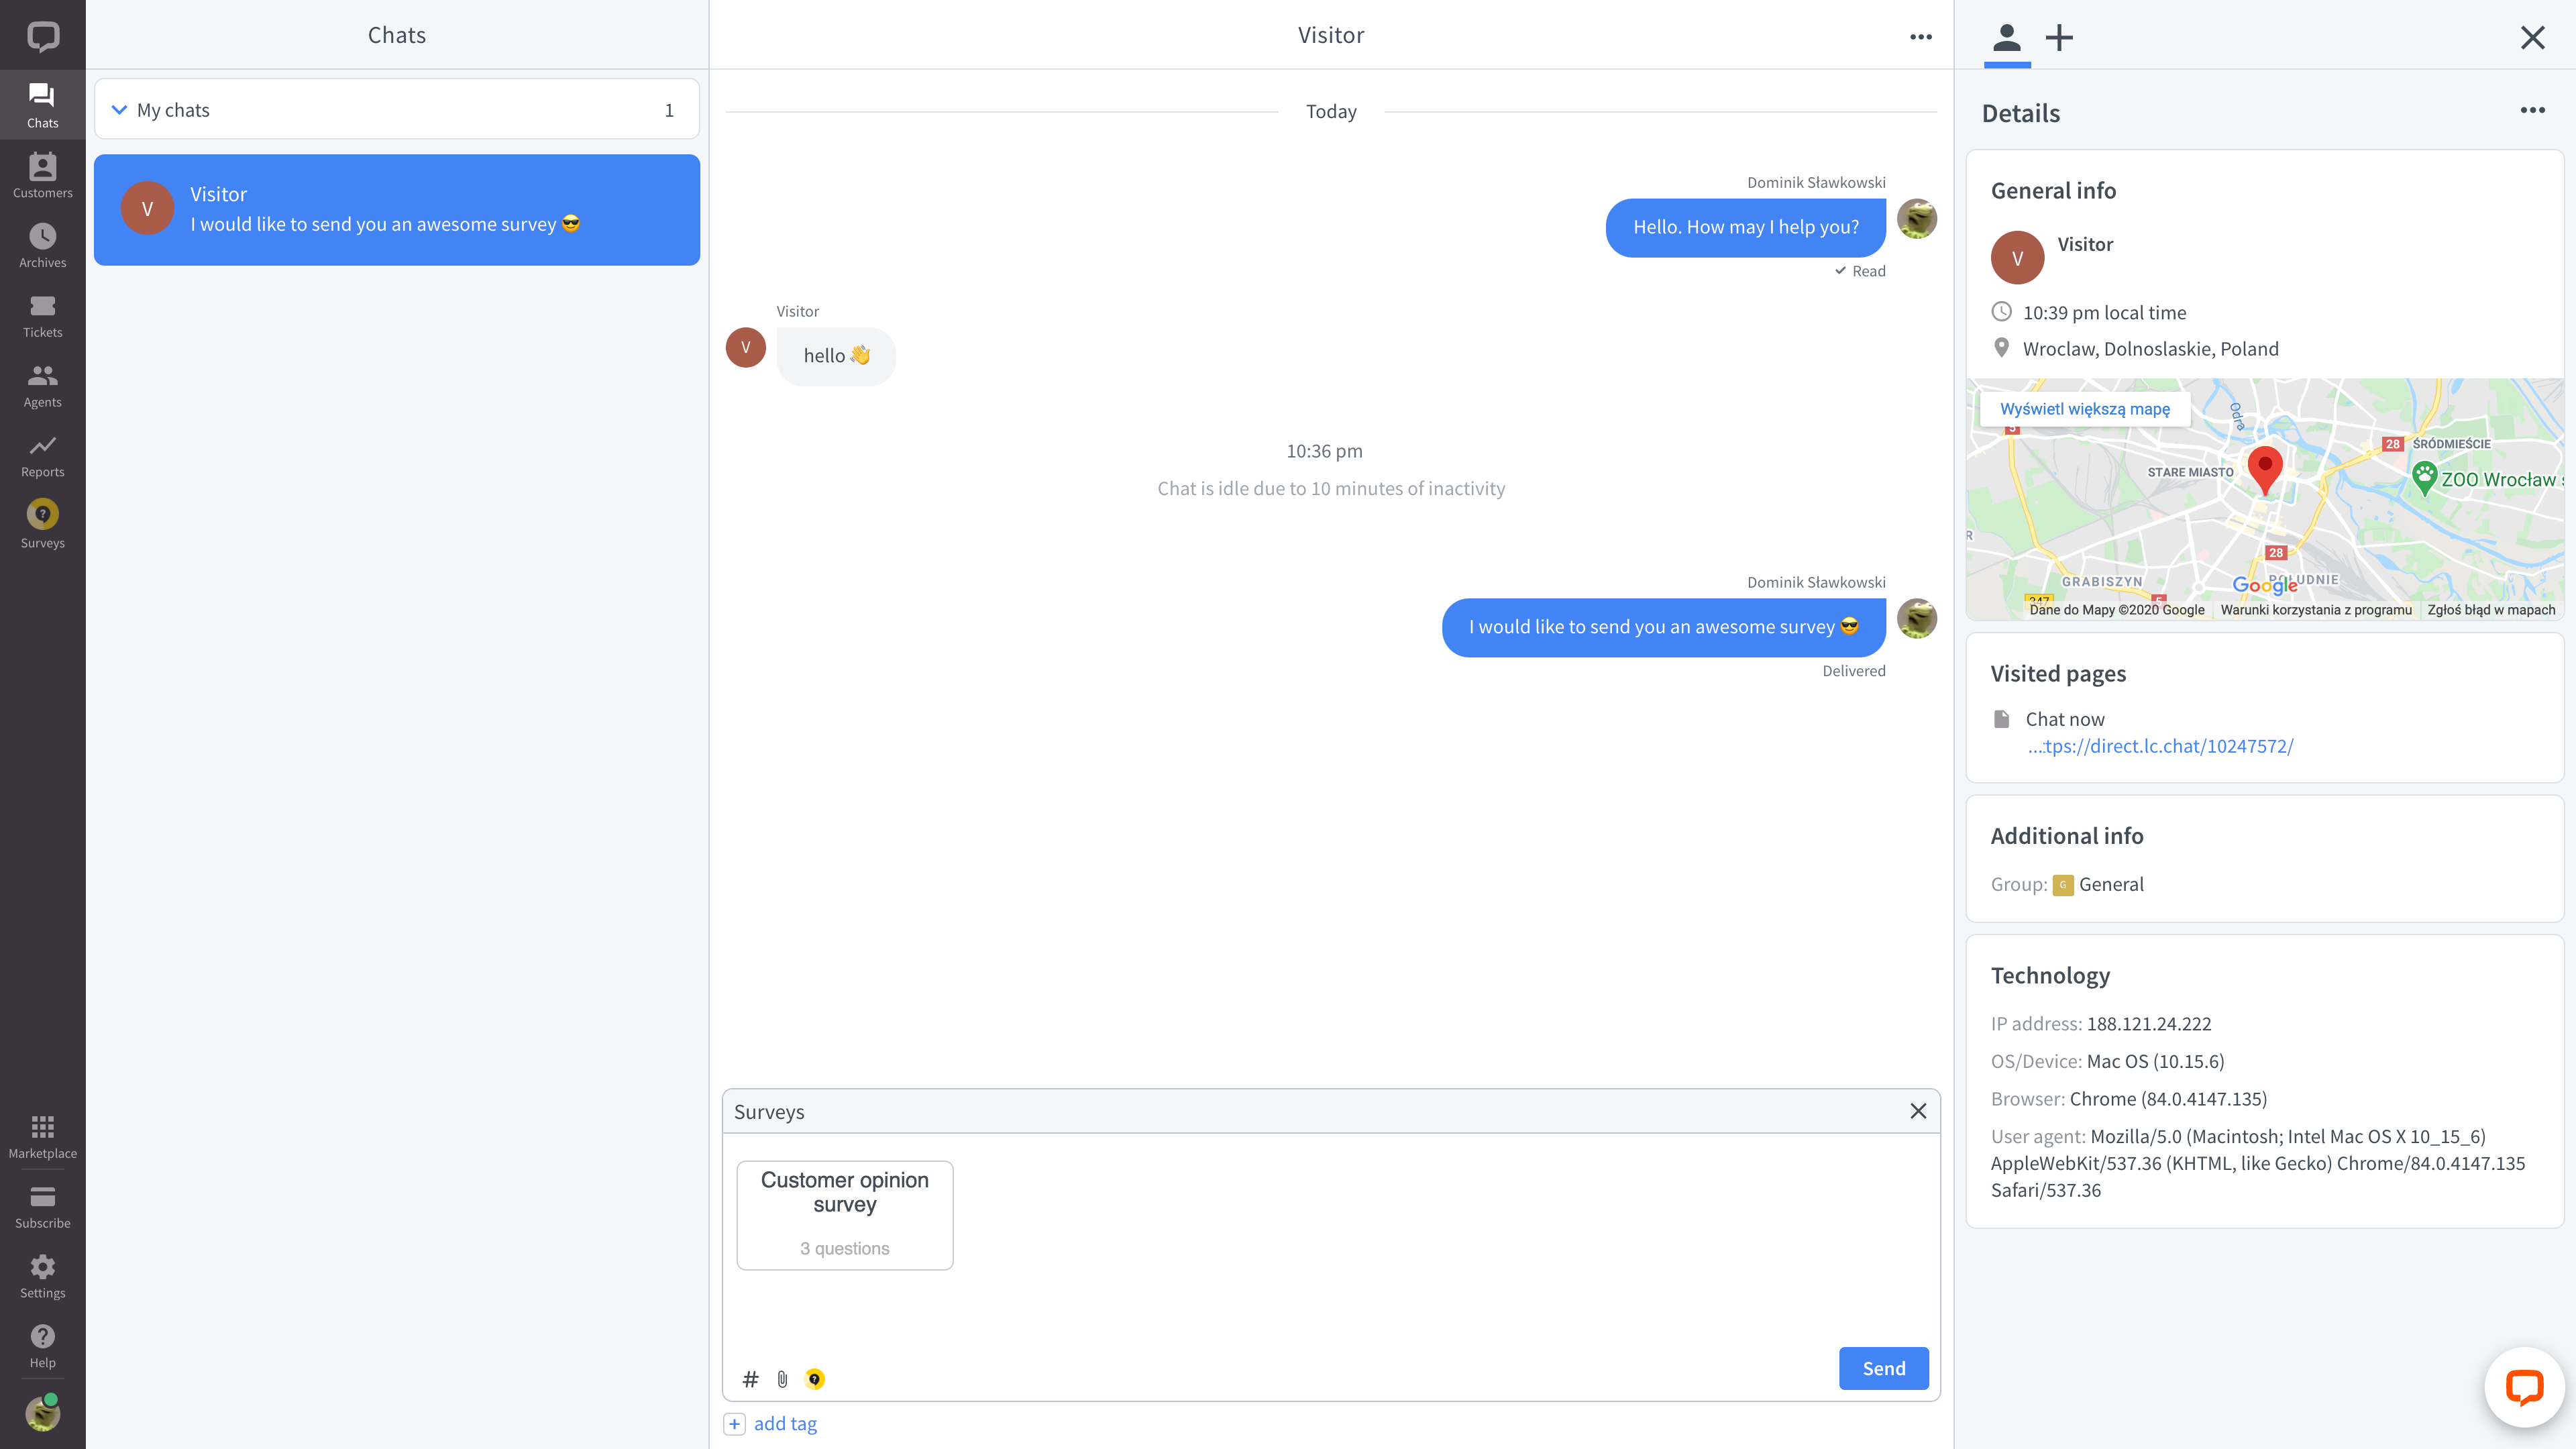 Chats
Customers
Archives
Tickets
Agents
Reports
?
Surveys
Marketplace
Subscribe
Settings
?
Help
Chats
My chats 1
V
Visitor
I would like to send you an awesome survey 😎
Visitor
Today
Dominik Sławkowski
Hello. How may I help you?
Read
Visitor
V
hello 👋
10:36 pm
Chat is idle due to 10 minutes of inactivity
Dominik Sławkowski
I would like to send you an awesome survey 😎
Delivered
Surveys
Customer opinion
survey
3 questions
#
?
Send
+ add tag
Details
General info
V
Visitor
10:39 pm local time
Wroclaw, Dolnoslaskie, Poland
Wyświetl większą mapę
Odra
5
28 ŚRÓDMIEŚCIE
STARE MIASTO
ZOO Wrocław
R
28
GRABISZYN
Google
POŁUDNIE
347
5
Dane do Mapy ©2020 Google Warunki korzystania z programu Zgłoś błąd w mapach
Visited pages
Chat now
...tps://direct.lc.chat/10247572/
Additional info
Group: G General
Technology
IP address: 188.121.24.222
OS/Device: Mac OS (10.15.6)
Browser: Chrome (84.0.4147.135)
User agent: Mozilla/5.0 (Macintosh; Intel Mac OS X 10_15_6)
AppleWebKit/537.36 (KHTML, like Gecko) Chrome/84.0.4147.135
Safari/537.36